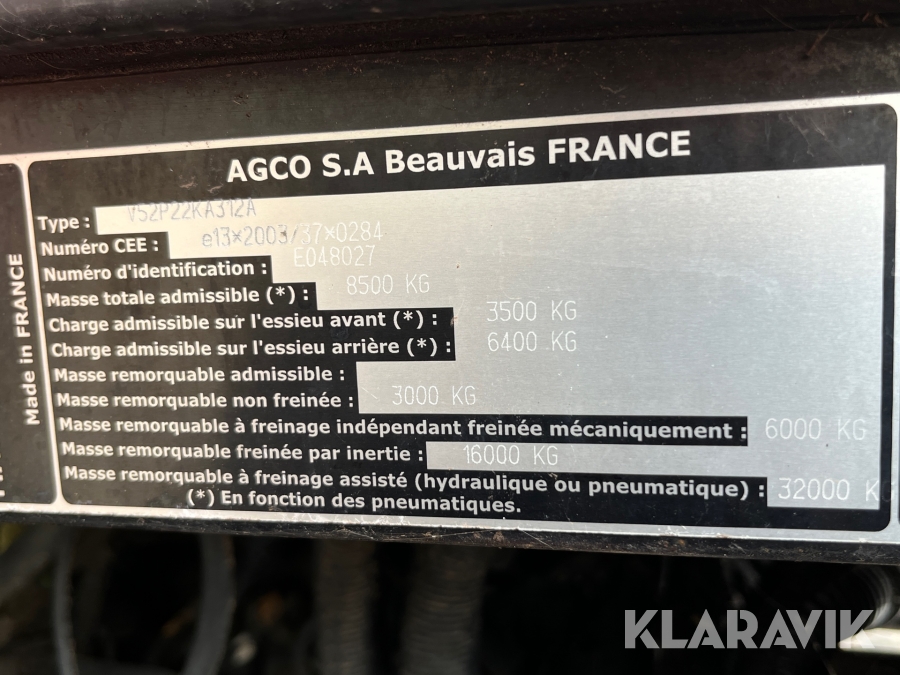 AGCO S.A Beauvais FRANCE
Type : V52P22KA312A
Numéro CEE : e13*2003/37*0284
Numéro d'identification : E048027
Masse totale admissible (*) : 8500 KG
Charge admissible sur l'essieu avant (*) : 3500 KG
Charge admissible sur l'essieu arrière (*) : 6400 KG
Masse remorquable admissible :
Masse remorquable non freinée : 3000 KG
Masse remorquable à freinage indépendant freinée mécaniquement : 6000 KG
Masse remorquable freinée par inertie : 16000 KG
Masse remorquable à freinage assisté (hydraulique ou pneumatique) : 32000 KG
(*) En fonction des pneumatiques.
Made in FRANCE
KLARAVIK